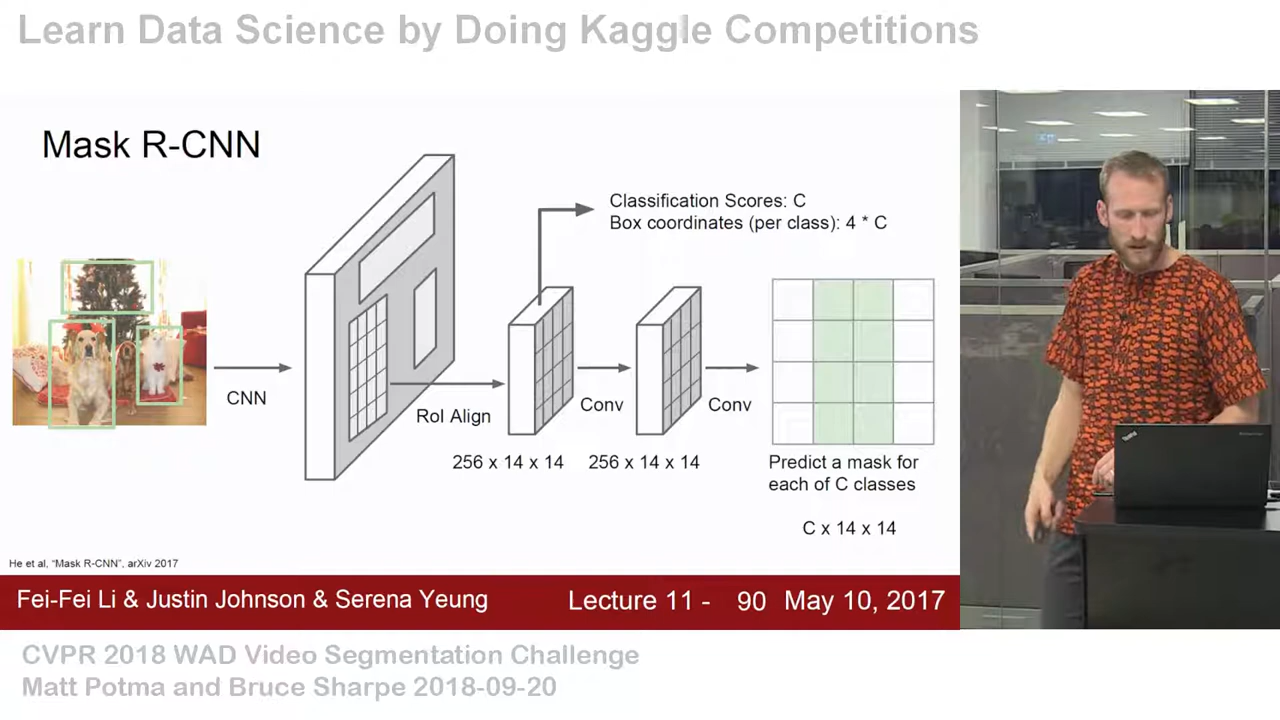 Learn Data Science by Doing Kaggle Competitions
Mask R-CNN
Classification Scores: C
Box coordinates (per class): 4 * C
CNN
RoI Align
Conv
Conv
256 x 14 x 14
256 x 14 x 14
Predict a mask for
each of C classes
C x 14 x 14
He et al, "Mask R-CNN", arXiv 2017
Fei-Fei Li & Justin Johnson & Serena Yeung
Lecture 11 - 90 May 10, 2017
ThinkPad
CVPR 2018 WAD Video Segmentation Challenge
Matt Potma and Bruce Sharpe 2018-09-20